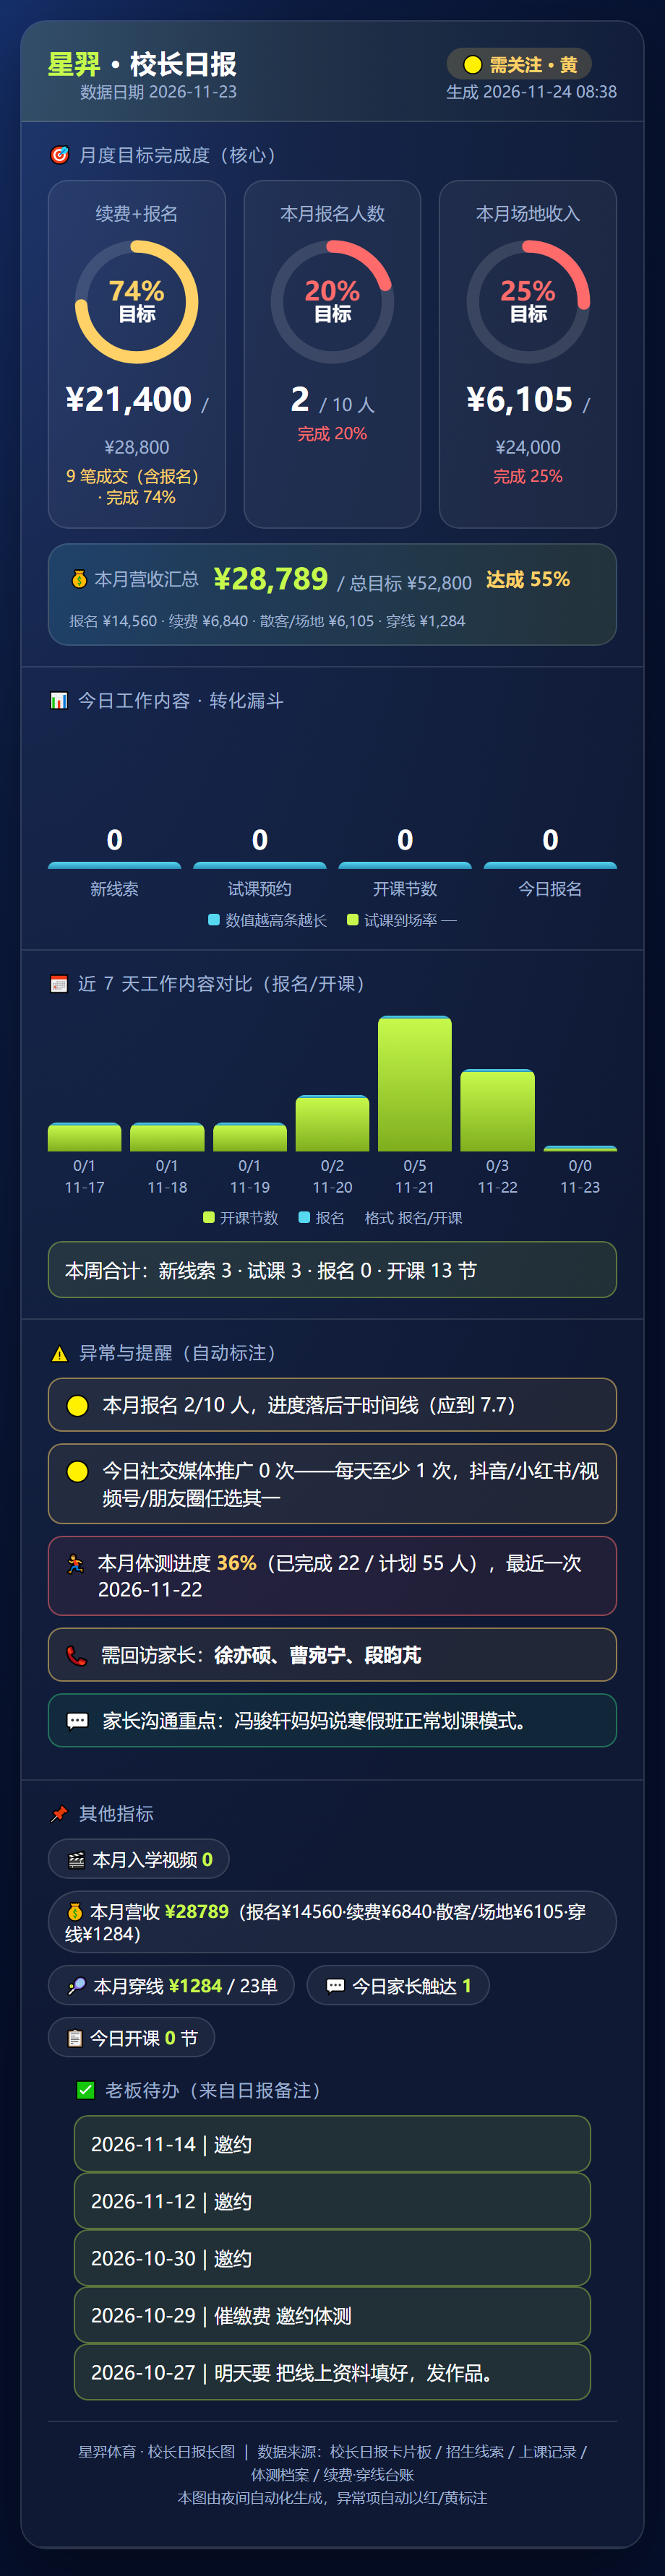 星羿 · 校长日报
需关注 · 黄
数据日期 2026-11-23
生成 2026-11-24 08:38
月度目标完成度（核心）
续费+报名
74%
目标
¥21,400 /
¥28,800
9 笔成交（含报名）
· 完成 74%
本月报名人数
20%
目标
2 / 10 人
完成 20%
本月场地收入
25%
目标
¥6,105 /
¥24,000
完成 25%
本月营收汇总 ¥28,789 / 总目标 ¥52,800 达成 55%
报名 ¥14,560 · 续费 ¥6,840 · 散客/场地 ¥6,105 · 穿线 ¥1,284
今日工作内容 · 转化漏斗
0 0 0 0
新线索 试课预约 开课节数 今日报名
数值越高条越长 试课到场率 —
近 7 天工作内容对比（报名/开课）
0/1 0/1 0/1 0/2 0/5 0/3 0/0
11-17 11-18 11-19 11-20 11-21 11-22 11-23
开课节数 报名 格式 报名/开课
本周合计：新线索 3 · 试课 3 · 报名 0 · 开课 13 节
异常与提醒（自动标注）
本月报名 2/10 人，进度落后于时间线（应到 7.7）
今日社交媒体推广 0 次——每天至少 1 次，抖音/小红书/视
频号/朋友圈任选其一
本月体测进度 36%（已完成 22 / 计划 55 人），最近一次
2026-11-22
需回访家长：徐亦硕、曹宛宁、段昀芃
家长沟通重点：冯骏轩妈妈说寒假班正常划课模式。
其他指标
本月入学视频 0
本月营收 ¥28789（报名¥14560·续费¥6840·散客/场地¥6105·穿
线¥1284）
本月穿线 ¥1284 / 23单
今日家长触达 1
今日开课 0 节
老板待办（来自日报备注）
2026-11-14 | 邀约
2026-11-12 | 邀约
2026-10-30 | 邀约
2026-10-29 | 催缴费 邀约体测
2026-10-27 | 明天要 把线上资料填好，发作品。
星羿体育 · 校长日报长图 ｜ 数据来源：校长日报卡片板 / 招生线索 / 上课记录 /
体测档案 / 续费·穿线台账
本图由夜间自动化生成，异常项自动以红/黄标注